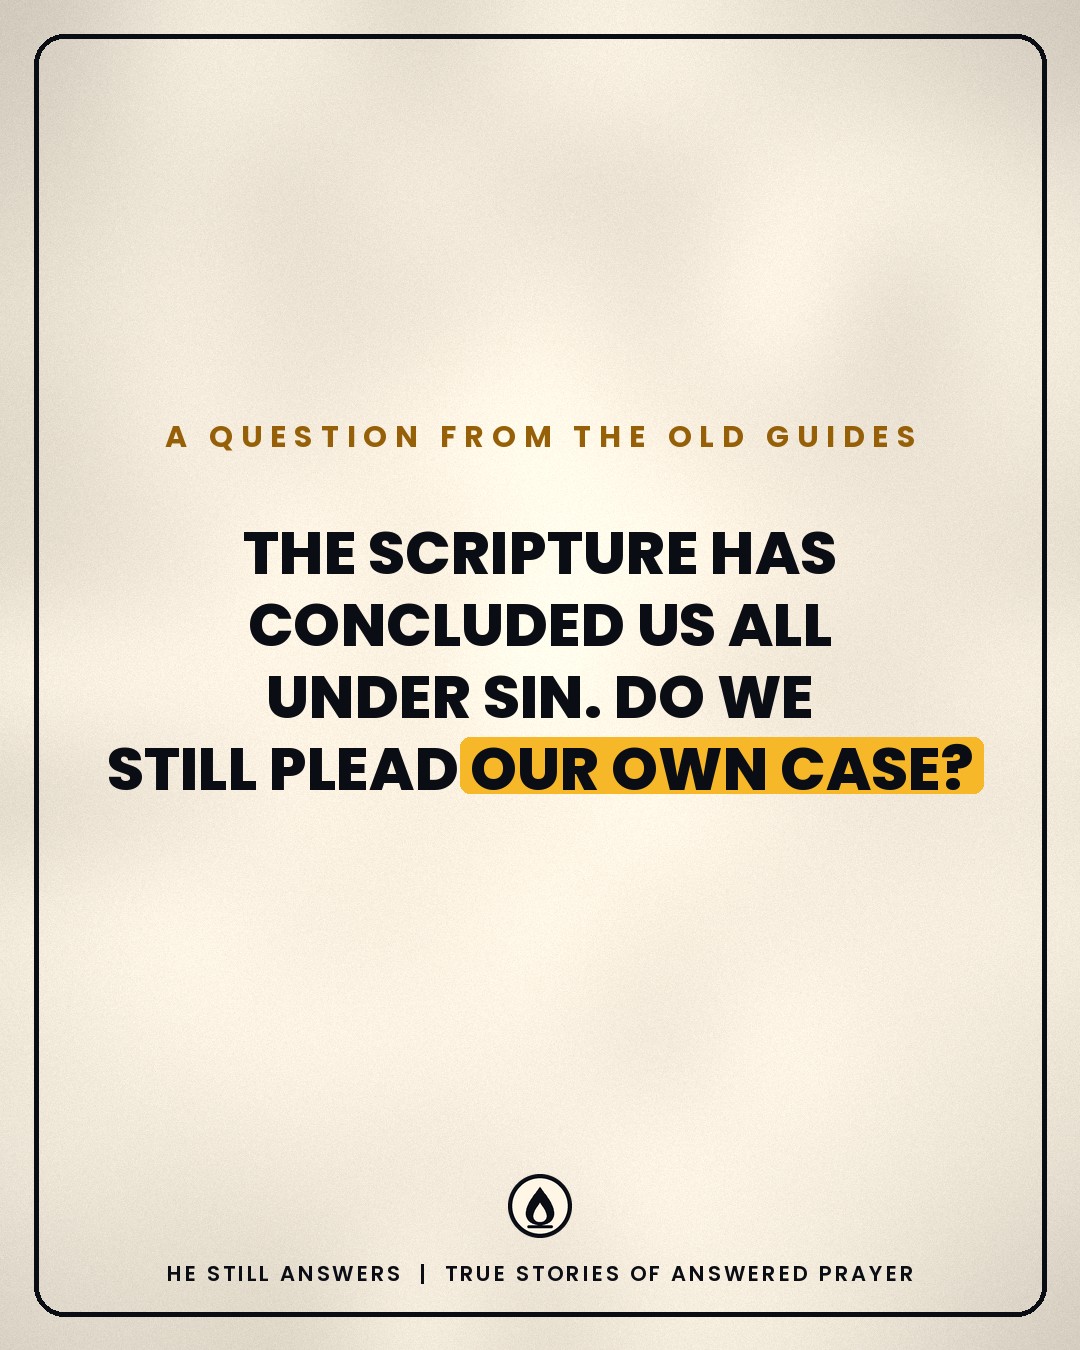 A QUESTION FROM THE OLD GUIDES
THE SCRIPTURE HAS
CONCLUDED US ALL
UNDER SIN. DO WE
STILL PLEAD OUR OWN CASE?
HE STILL ANSWERS | TRUE STORIES OF ANSWERED PRAYER